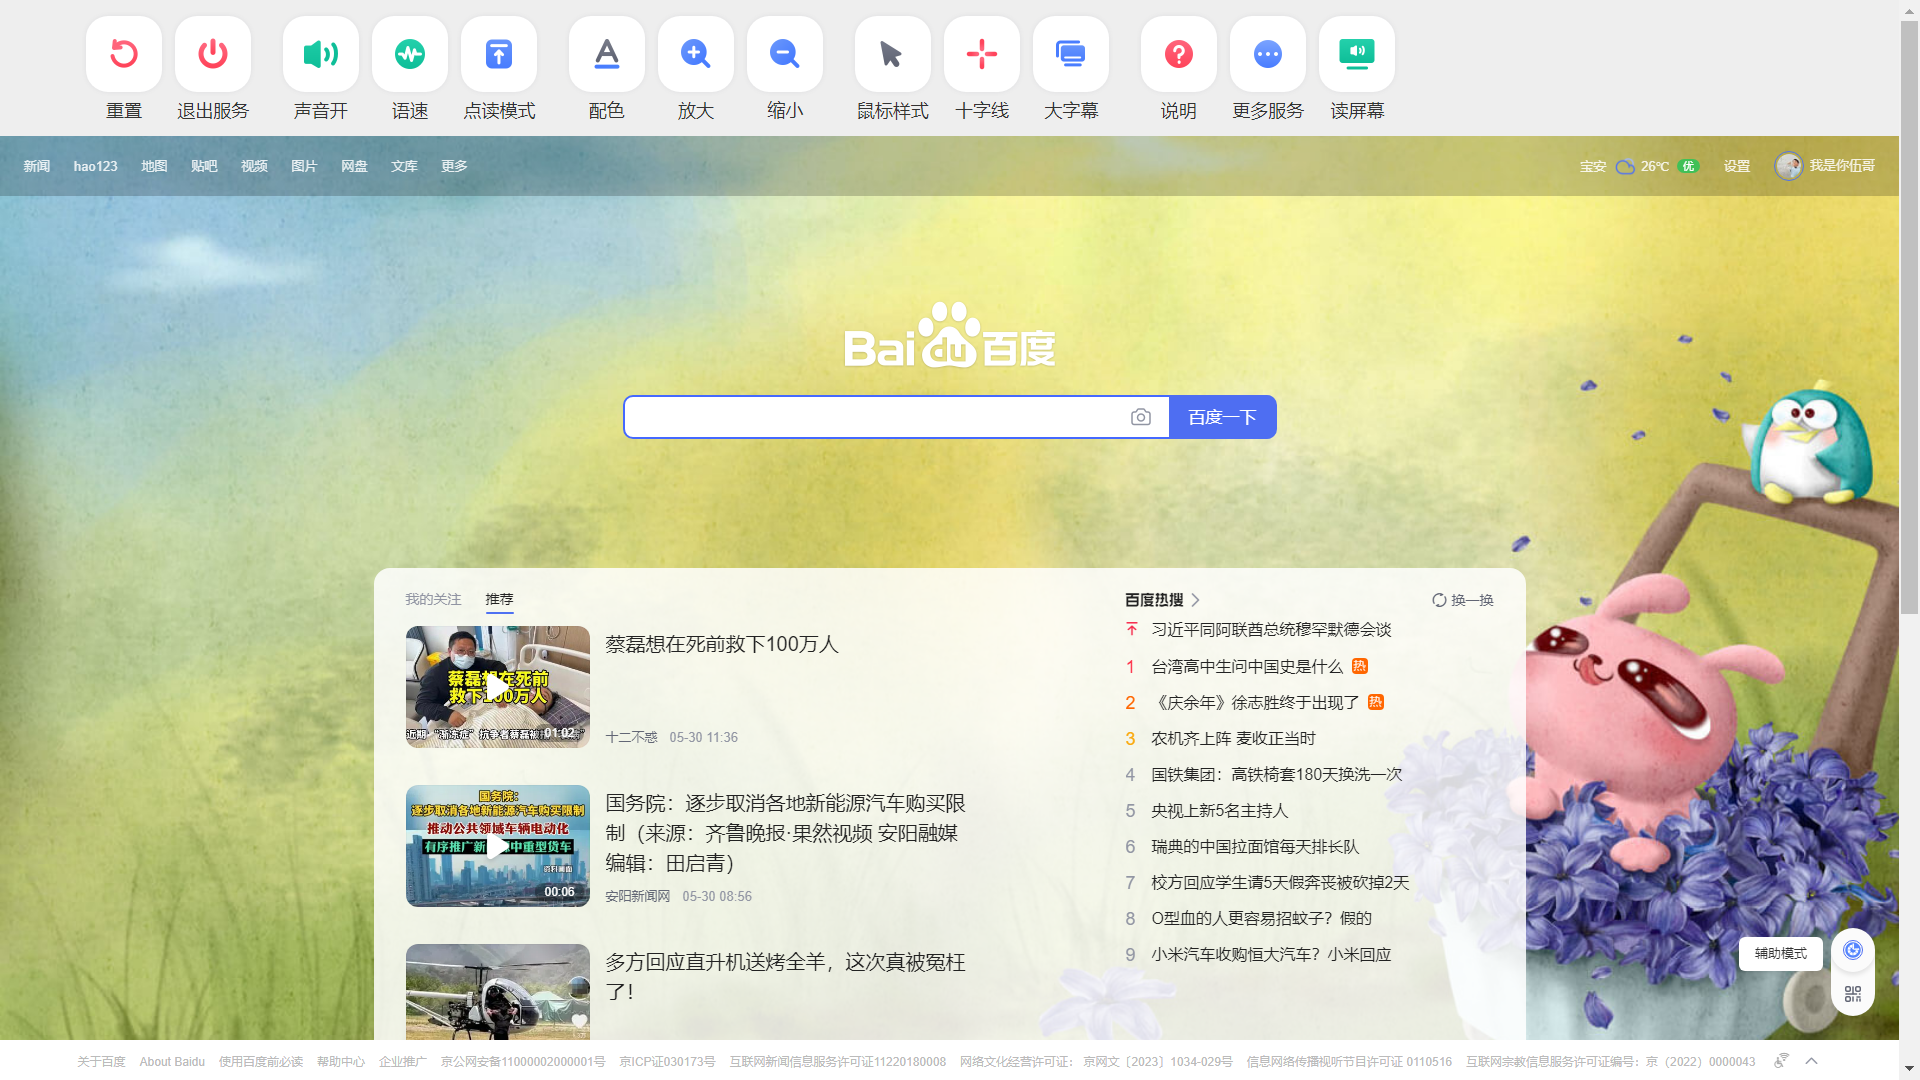 重置 退出服务 声音开 语速 点读模式 配色 放大 缩小 鼠标样式 十字线 大字幕 说明 更多服务 读屏幕
新闻 hao123 地图 贴吧 视频 图片 网盘 文库 更多 宝安 26℃ 优 设置 我是你伍哥
Bai du 百度
百度一下
我的关注 推荐
蔡磊想在死前
救下100万人
01:02
蔡磊想在死前救下100万人
十二不惑 05-30 11:36
国务院:
逐步取消各地新能源汽车购买限制
推动公共领域车辆电动化
00:06
国务院：逐步取消各地新能源汽车购买限
制（来源：齐鲁晚报·果然视频 安阳融媒
编辑：田启青）
安阳新闻网 05-30 08:56
多方回应直升机送烤全羊，这次真被冤枉
了！
百度热搜 换一换
习近平同阿联酋总统穆罕默德会谈
1 台湾高中生问中国史是什么 热
2 《庆余年》徐志胜终于出现了 热
3 农机齐上阵 麦收正当时
4 国铁集团：高铁椅套180天换洗一次
5 央视上新5名主持人
6 瑞典的中国拉面馆每天排长队
7 校方回应学生请5天假奔丧被砍掉2天
8 O型血的人更容易招蚊子？假的
9 小米汽车收购恒大汽车？小米回应
辅助模式
关于百度 About Baidu 使用百度前必读 帮助中心 企业推广 京公网安备11000002000001号 京ICP证030173号 互联网新闻信息服务许可证11220180008 网络文化经营许可证： 京网文〔2023〕1034-029号 信息网络传播视听节目许可证 0110516 互联网宗教信息服务许可证编号：京（2022）0000043